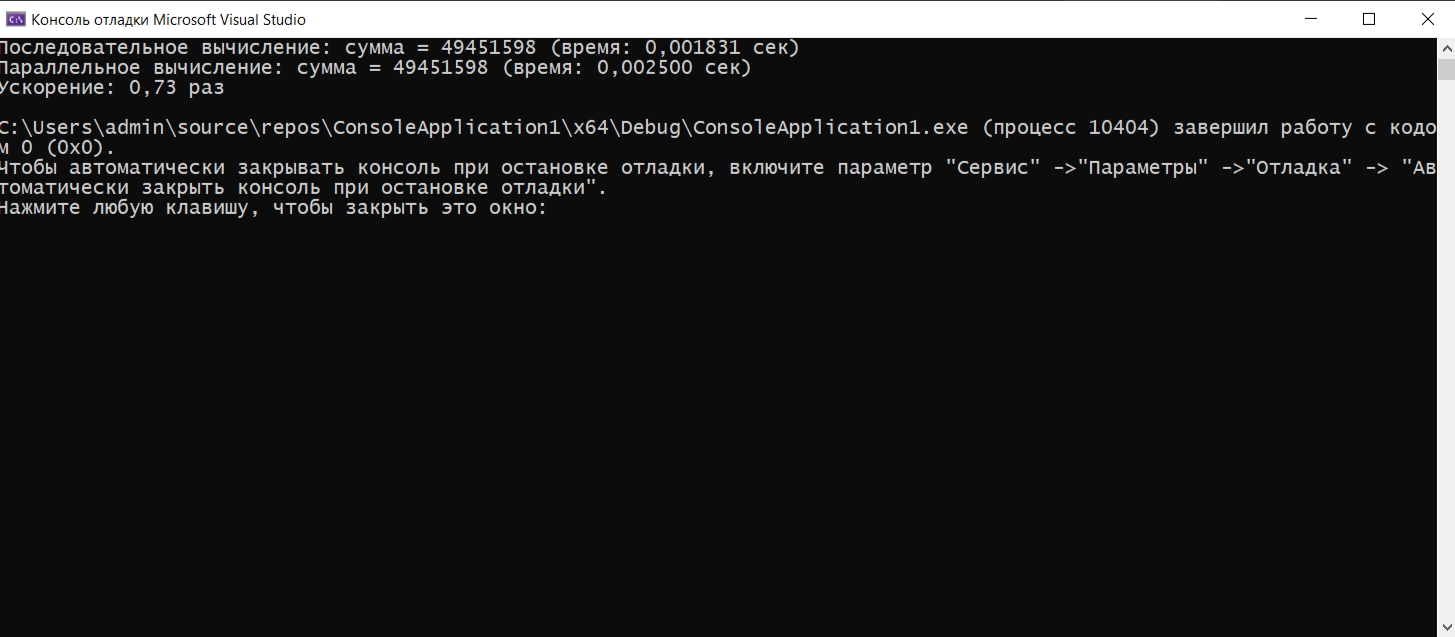 Консоль отладки Microsoft Visual Studio
Последовательное вычисление: сумма = 49451598 (время: 0,001831 сек)
Параллельное вычисление: сумма = 49451598 (время: 0,002500 сек)
Ускорение: 0,73 раз
C:\Users\admin\source\repos\ConsoleApplication1\x64\Debug\ConsoleApplication1.exe (процесс 10404) завершил работу с кодо
м 0 (0x0).
Чтобы автоматически закрывать консоль при остановке отладки, включите параметр "Сервис" ->"Параметры" ->"Отладка" -> "Ав
томатически закрыть консоль при остановке отладки".
Нажмите любую клавишу, чтобы закрыть это окно: